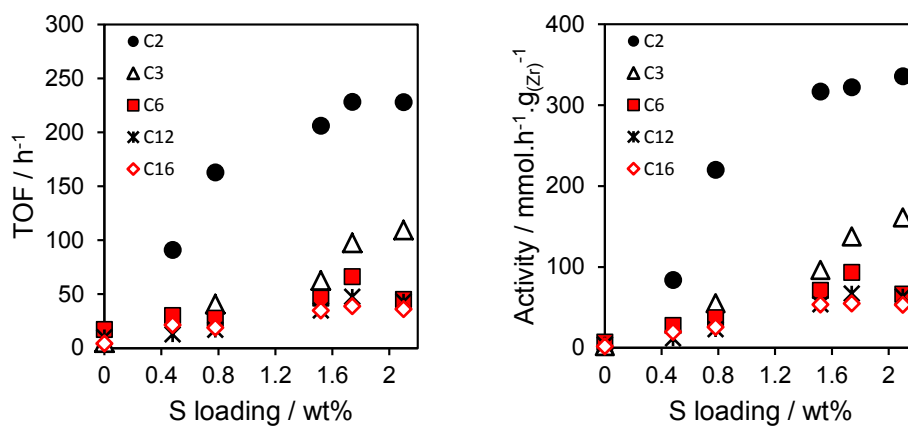 300
250
200
150
100
50
0
TOF / h⁻¹
C2
C3
C6
C12
C16
0 0.4 0.8 1.2 1.6 2
S loading / wt%
400
300
200
100
0
Activity / mmol.h⁻¹.g₍Zr₎⁻¹
C2
C3
C6
C12
C16
0 0.4 0.8 1.2 1.6 2
S loading / wt%